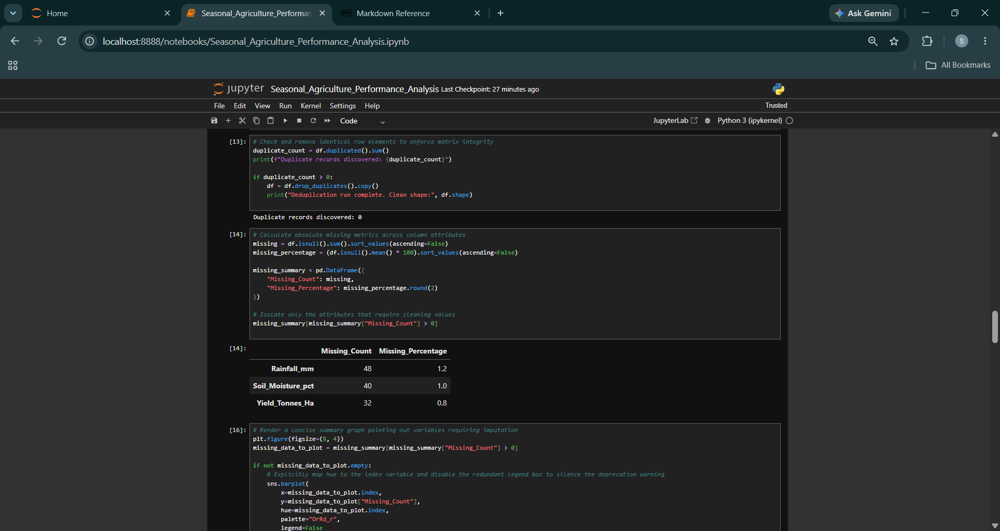 Home
Seasonal_Agriculture_Performan
Markdown Reference
Ask Gemini
localhost:8888/notebooks/Seasonal_Agriculture_Performance_Analysis.ipynb
S
All Bookmarks
jupyter Seasonal_Agriculture_Performance_Analysis Last Checkpoint: 27 minutes ago
File Edit View Run Kernel Settings Help
Trusted
Code
JupyterLab
Python 3 (ipykernel)
[13]:
# Check and remove identical row elements to enforce matrix integrity
duplicate_count = df.duplicated().sum()
print(f"Duplicate records discovered: {duplicate_count}")
if duplicate_count > 0:
    df = df.drop_duplicates().copy()
    print("Deduplication run complete. Clean shape:", df.shape)
Duplicate records discovered: 0
[14]:
# Calculate absolute missing metrics across column attributes
missing = df.isnull().sum().sort_values(ascending=False)
missing_percentage = (df.isnull().mean() * 100).sort_values(ascending=False)
missing_summary = pd.DataFrame({
    "Missing_Count": missing,
    "Missing_Percentage": missing_percentage.round(2)
})
# Isolate only the attributes that require cleaning values
missing_summary[missing_summary["Missing_Count"] > 0]
[14]:
Missing_Count Missing_Percentage
Rainfall_mm 48 1.2
Soil_Moisture_pct 40 1.0
Yield_Tonnes_Ha 32 0.8
[16]:
# Render a concise summary graph pointing out variables requiring imputation
plt.figure(figsize=(8, 4))
missing_data_to_plot = missing_summary[missing_summary["Missing_Count"] > 0]
if not missing_data_to_plot.empty:
    # Explicitly map hue to the index variable and disable the redundant legend box to silence the deprecation warning
    sns.barplot(
        x=missing_data_to_plot.index,
        y=missing_data_to_plot["Missing_Count"],
        hue=missing_data_to_plot.index,
        palette="OrRd_r",
        legend=False